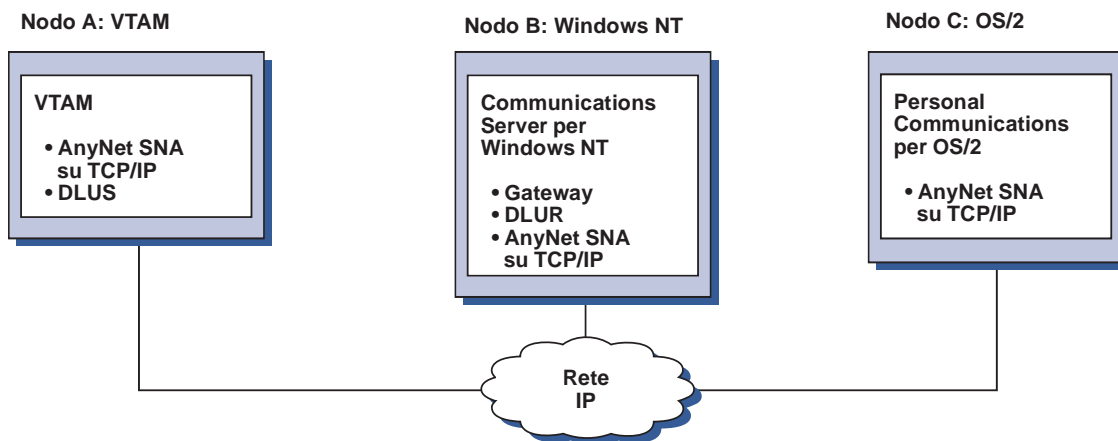 Nodo A: VTAM
VTAM
• AnyNet SNA
su TCP/IP
• DLUS
Nodo B: Windows NT
Communications
Server per
Windows NT
• Gateway
• DLUR
• AnyNet SNA
su TCP/IP
Nodo C: OS/2
Personal
Communications
per OS/2
• AnyNet SNA
su TCP/IP
Rete
IP